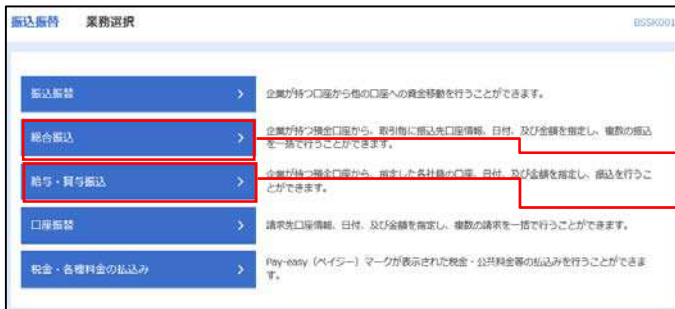 振込振替 業務選択 BSSK001
振込振替 企業が持つ口座から他の口座への資金移動を行うことができます。
総合振込 企業が持つ預金口座から、取引毎に振込先口座情報、日付、及び金額を指定し、複数の振込
を一括で行うことができます。
給与・賞与振込 企業が持つ預金口座から、指定した各社員の口座、日付、及び金額を指定し、振込を行うこ
とができます。
口座振替 請求先口座情報、日付、及び金額を指定し、複数の請求を一括で行うことができます。
税金・各種料金の払込み Pay-easy（ペイジー）マークが表示された税金・公共料金等の払込みを行うことができま
す。